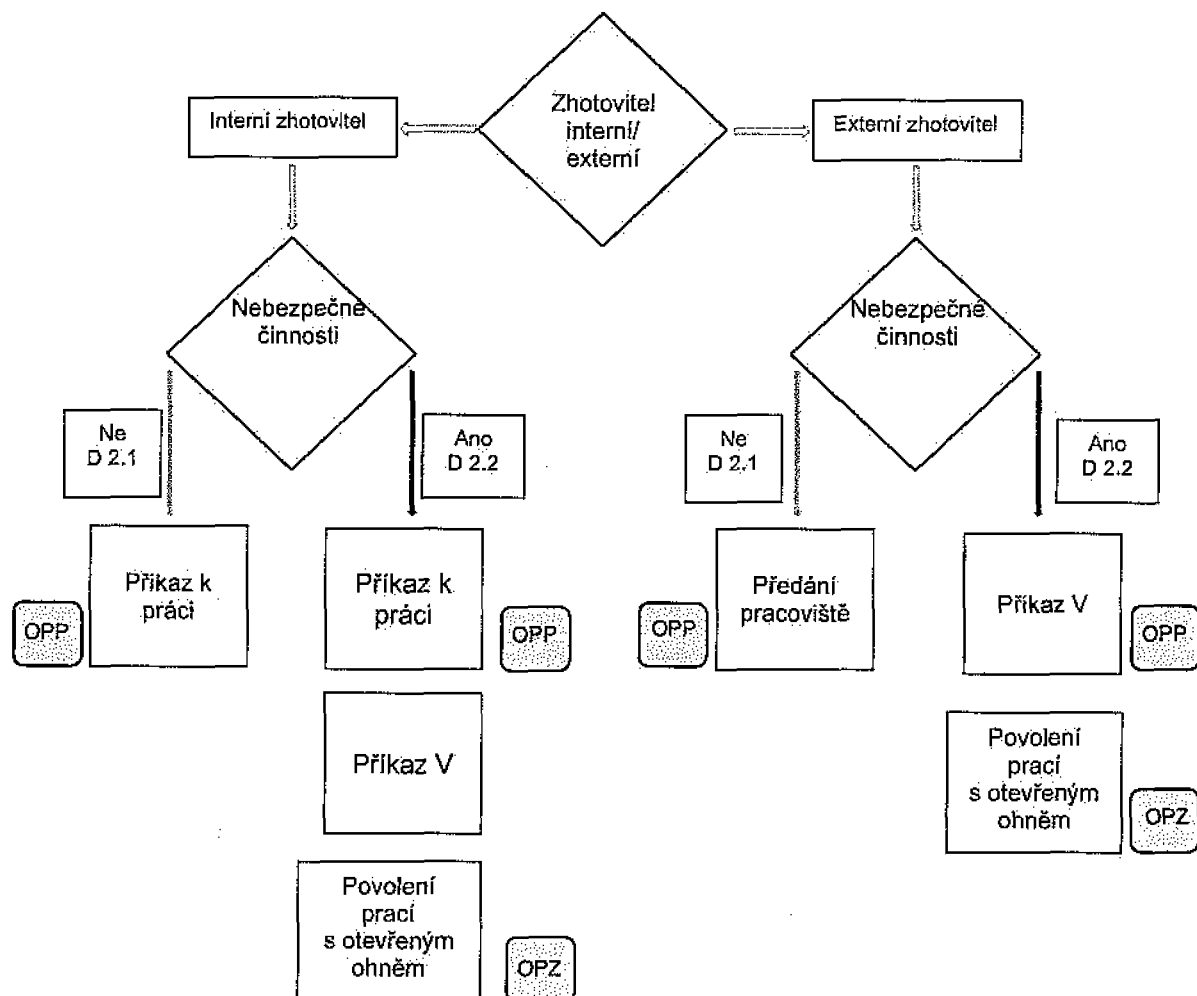 Zhotovitel
interní/
externí
Interní zhotovitel
Externí zhotovitel
Nebezpečné
činnosti
Nebezpečné
činnosti
Ne
D 2.1
Ano
D 2.2
Ne
D 2.1
Ano
D 2.2
Příkaz k
práci
OPP
Příkaz k
práci
OPP
Předání
pracoviště
OPP
Příkaz V
OPP
Příkaz V
Povolení
prací
s otevřeným
ohněm
OPZ
Povolení
prací
s otevřeným
ohněm
OPZ